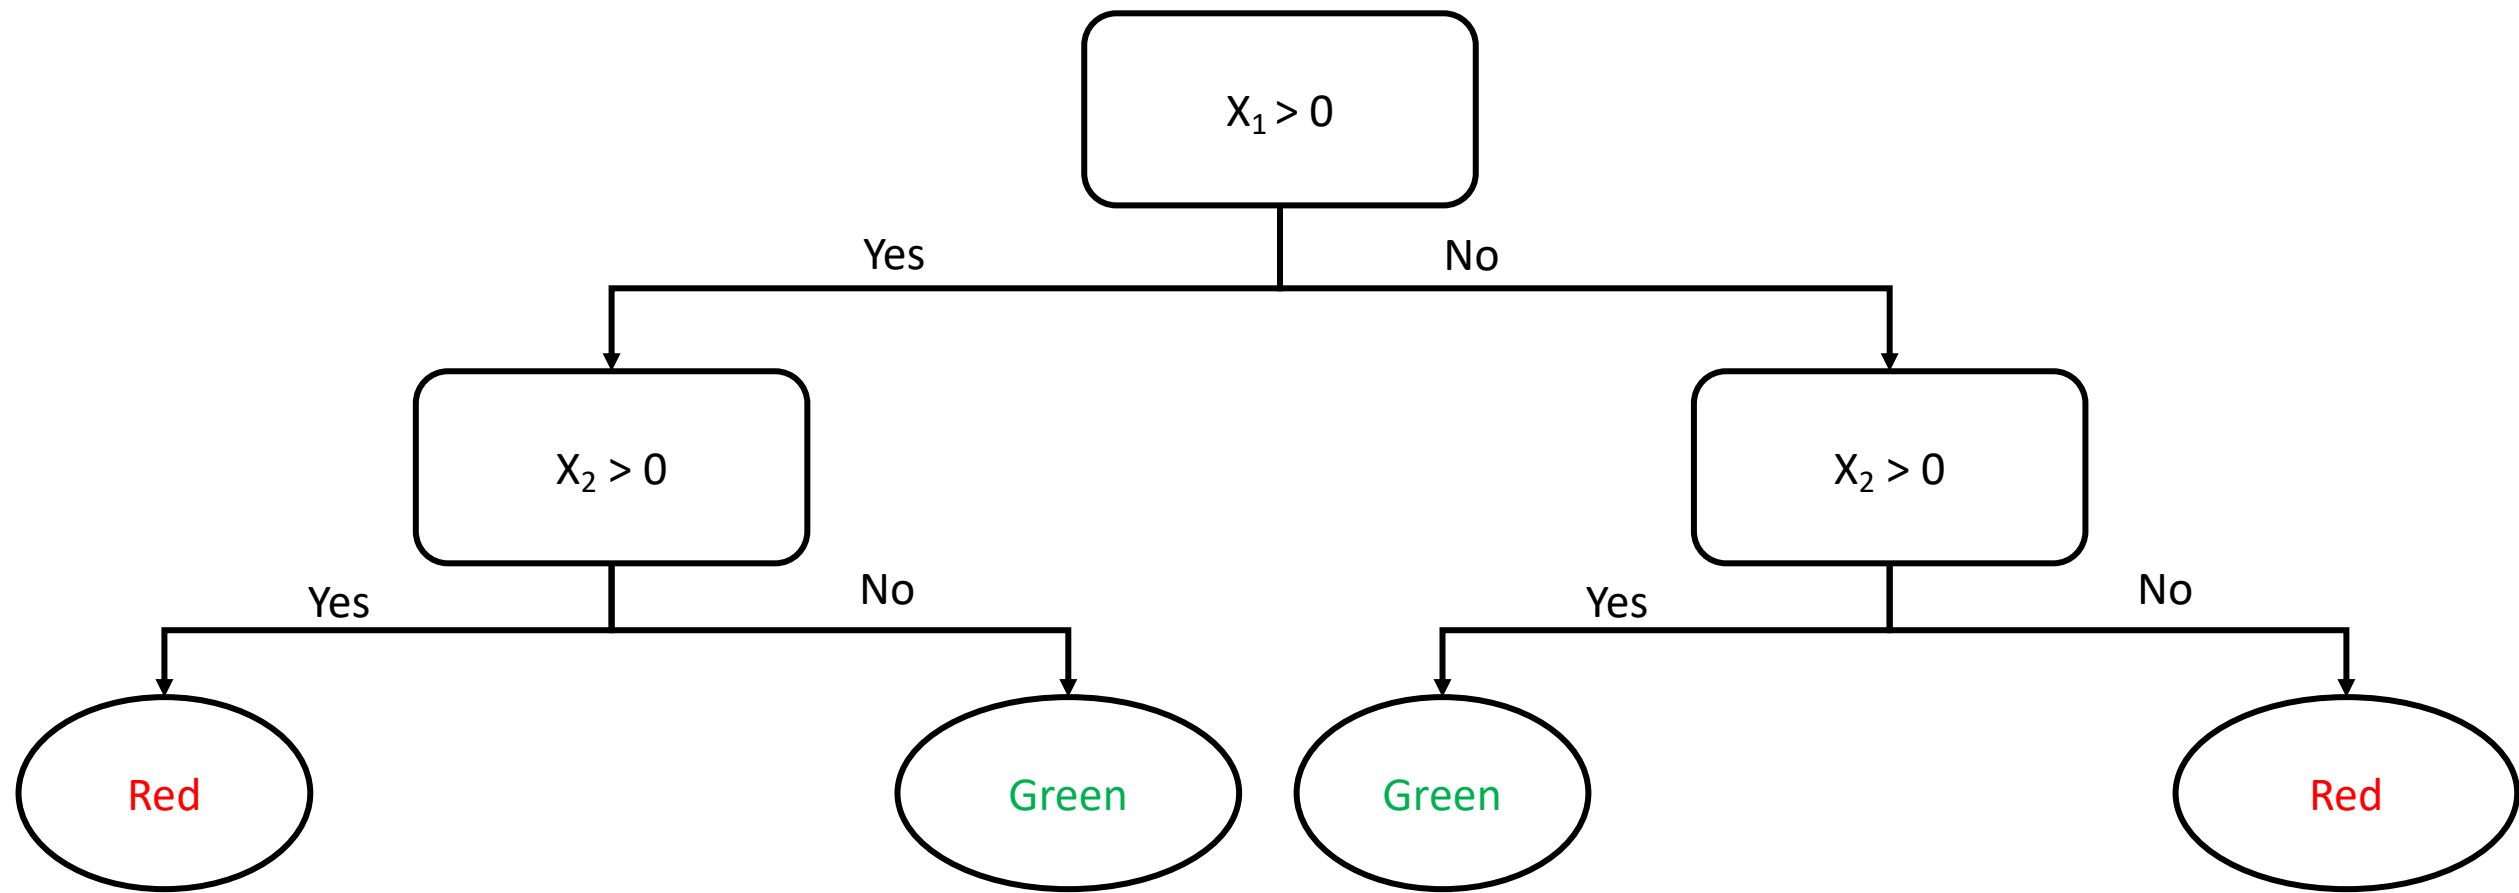 X₁ > 0
Yes
No
X₂ > 0
X₂ > 0
Yes
No
Yes
No
Red
Green
Green
Red